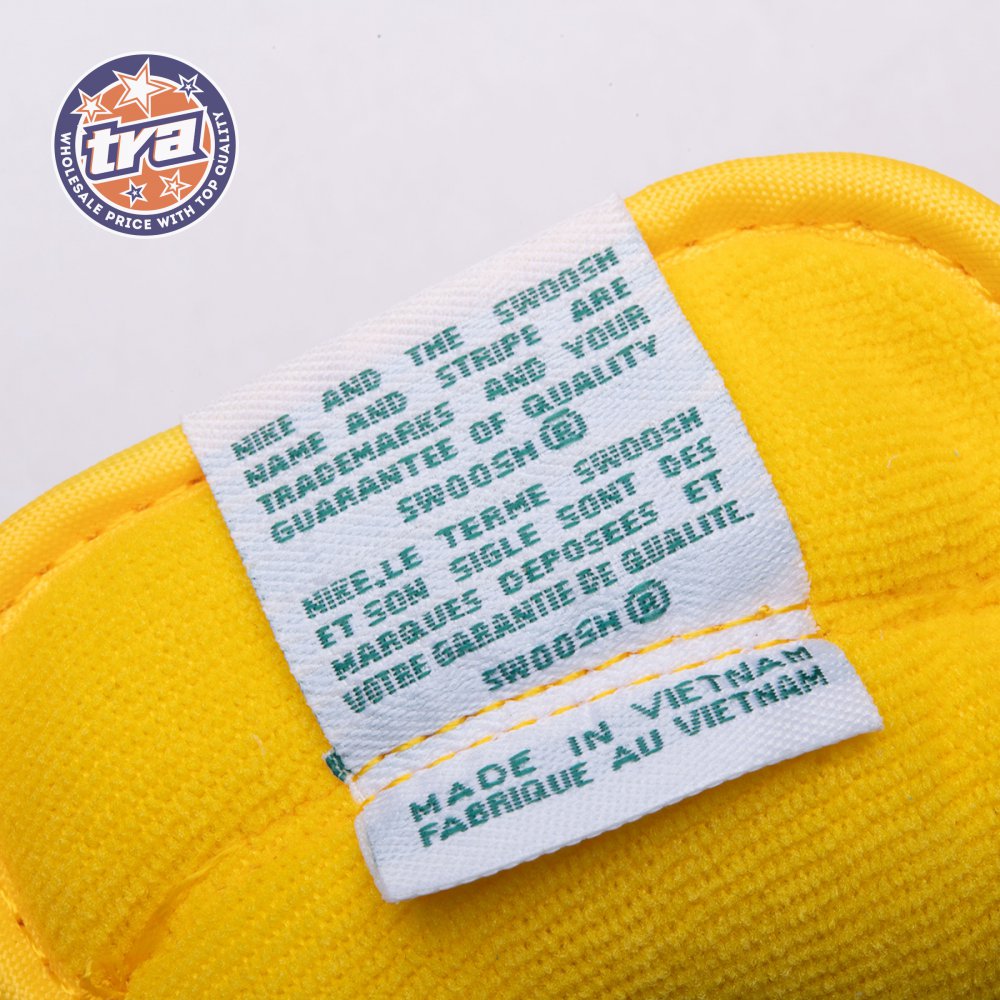 tra
WHOLESALE PRICE WITH TOP QUALITY
NIKE AND THE SWOOSH
NAME AND STRIPE ARE
TRADEMARKS AND YOUR
GUARANTEE OF QUALITY
SWOOSH®
NIKE.LE TERME SWOOSH
ET SON SIGLE SONT DES
MARQUES DEPOSEES ET
VOTRE GARANTIE DE QUALITE.
SWOOSH®
MADE IN VIETNAM
FABRIQUE AU VIETNAM